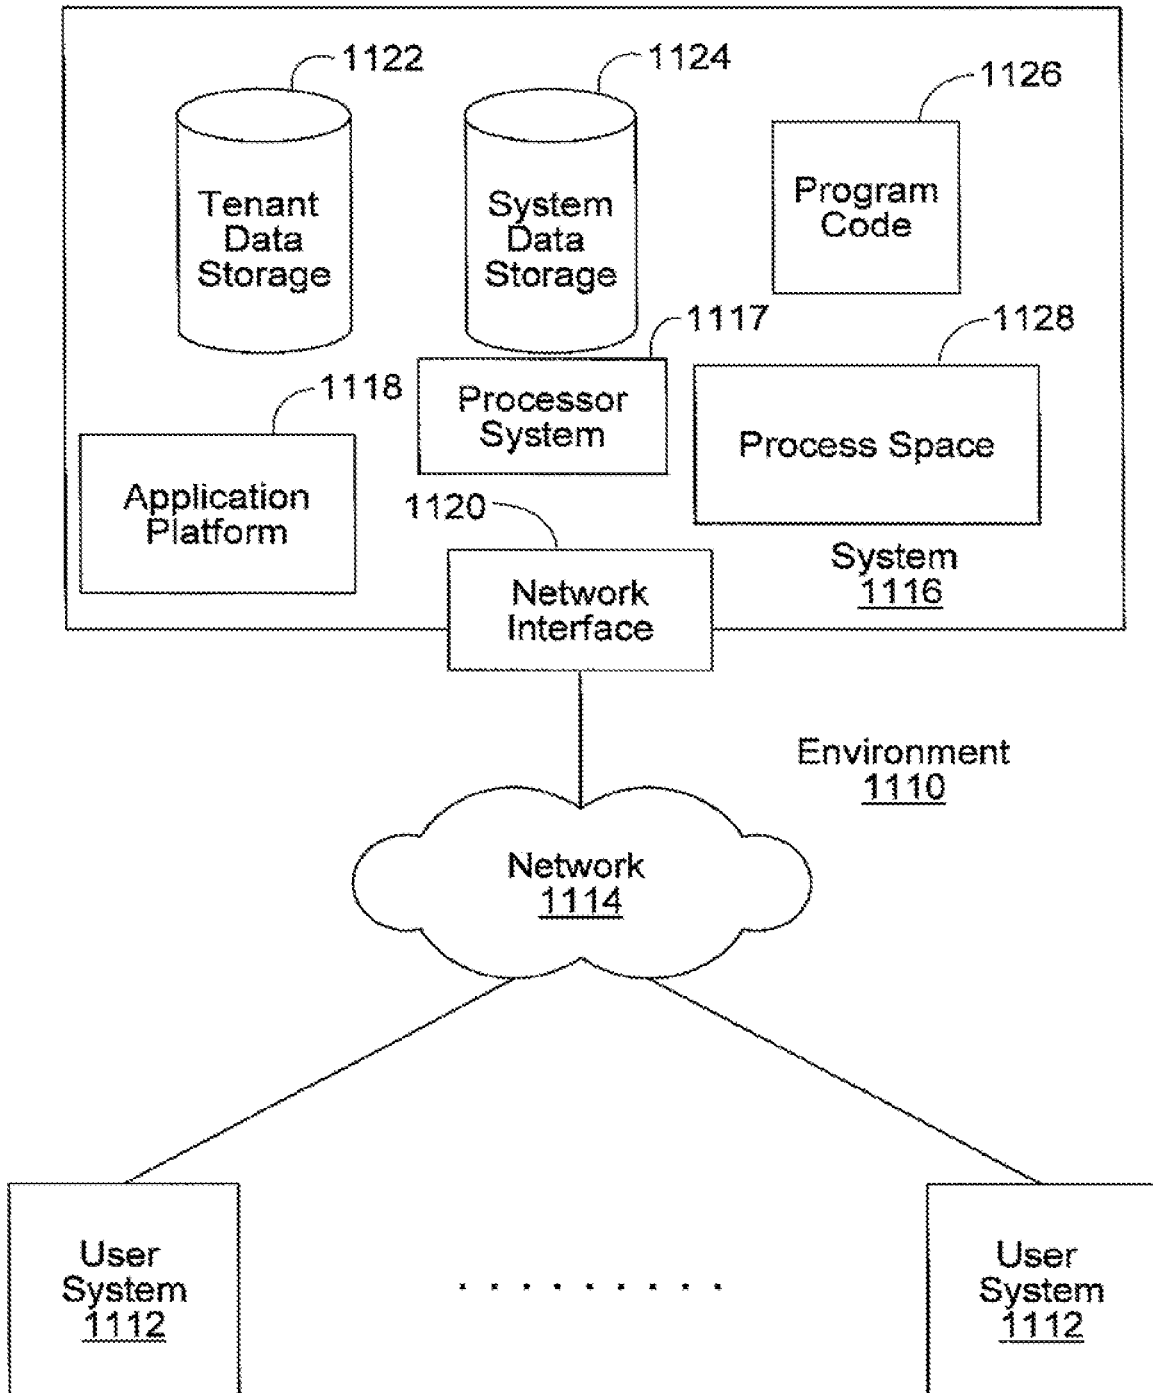 1122
1124
1126
Tenant
Data
Storage
System
Data
Storage
Program
Code
1117
1128
1118
Processor
System
Process Space
Application
Platform
1120
System
1116
Network
Interface
Environment
1110
Network
1114
User
System
1112
.........
User
System
1112